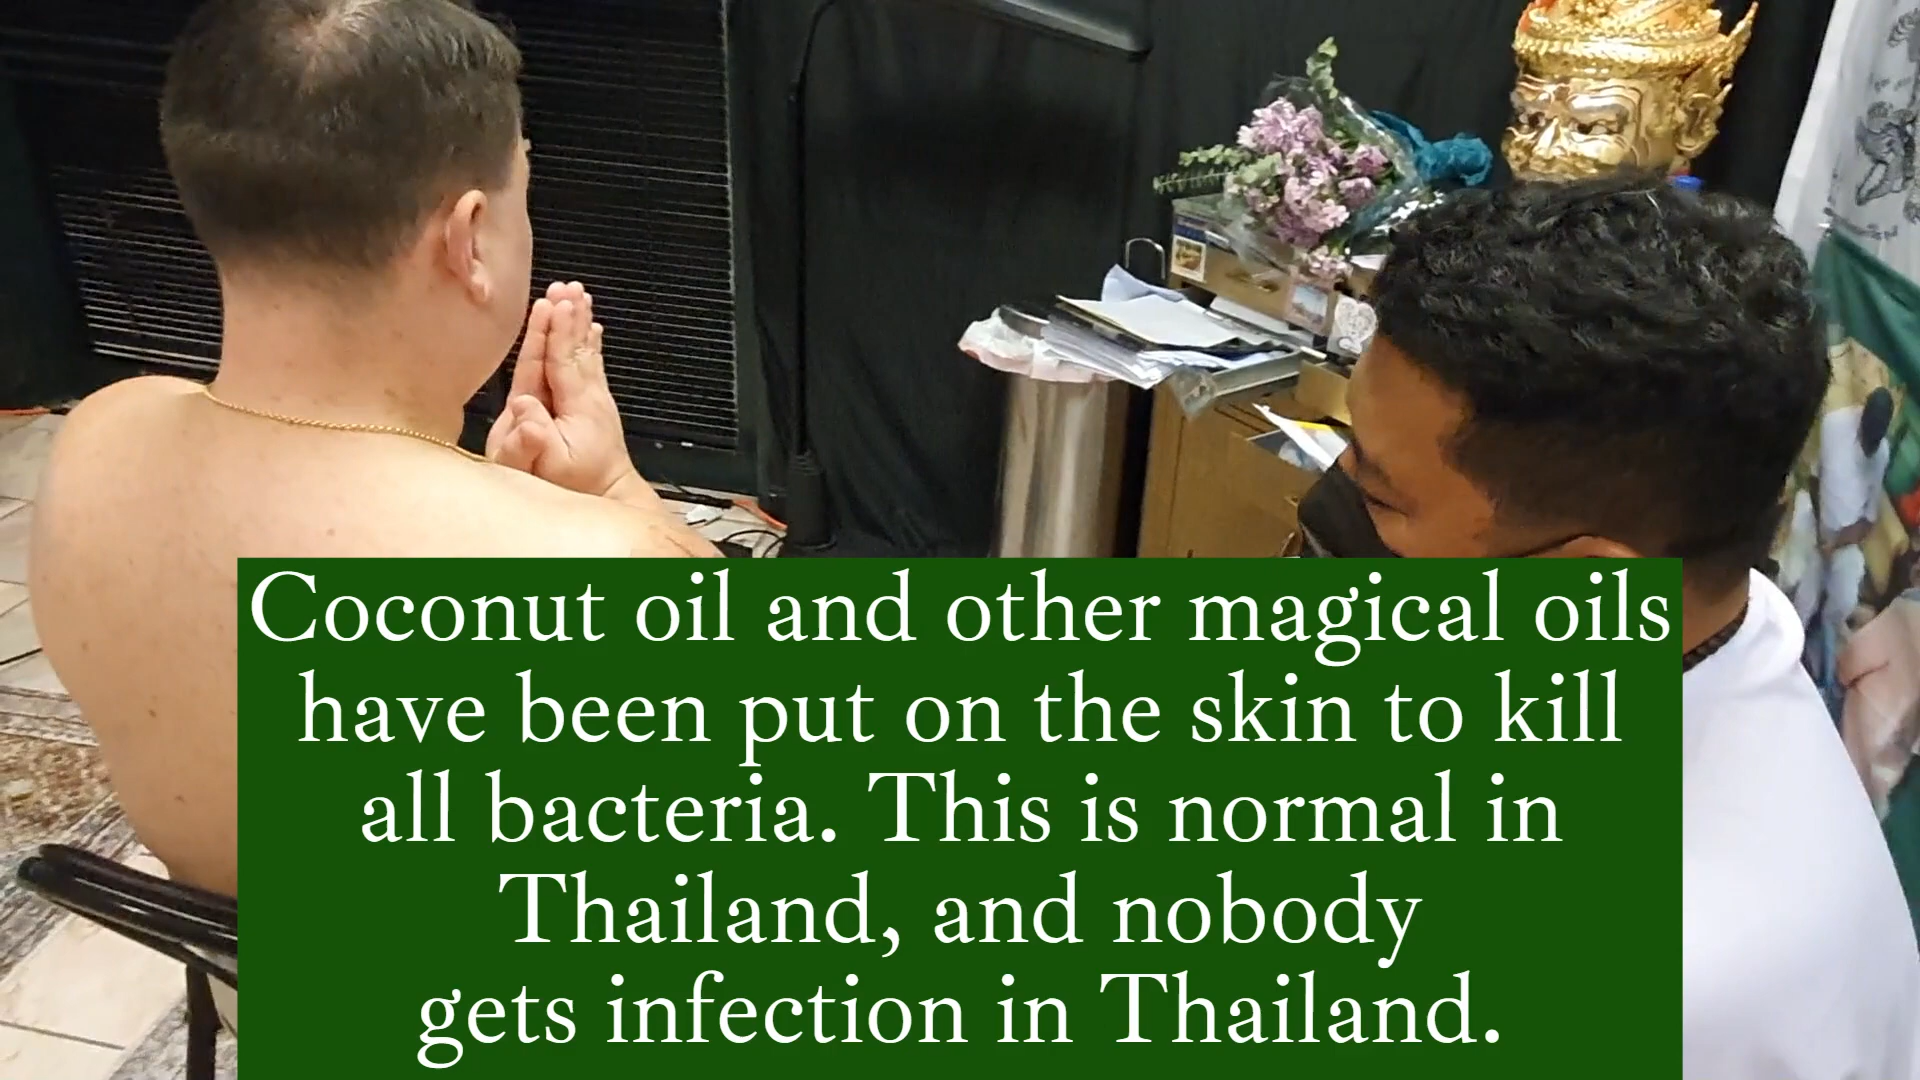 Coconut oil and other magical oils
have been put on the skin to kill
all bacteria. This is normal in
Thailand, and nobody
gets infection in Thailand.